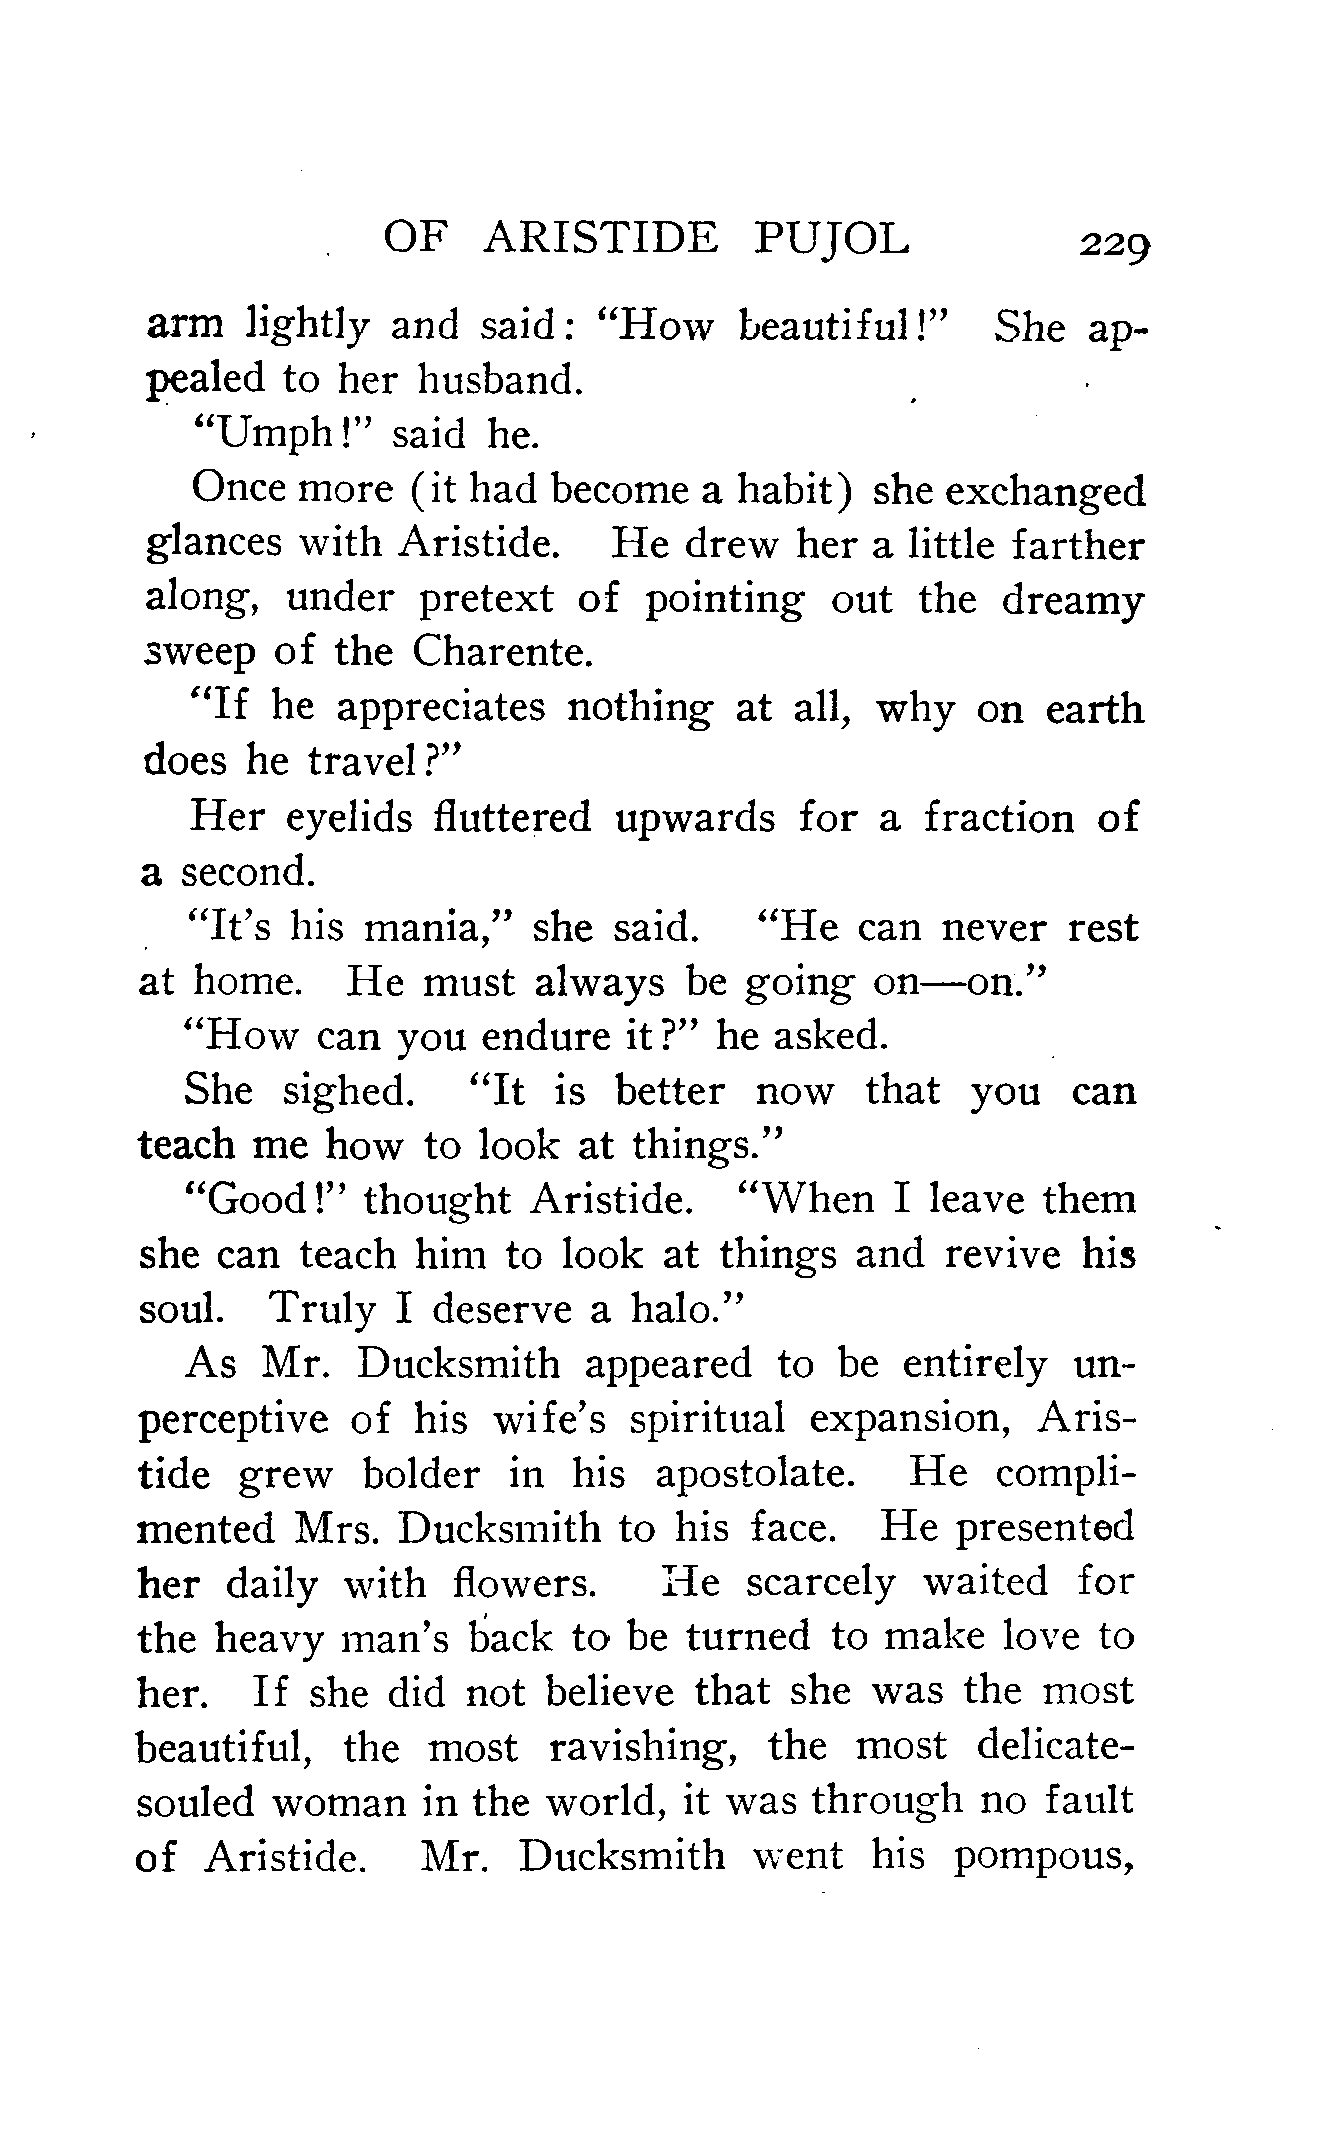 OF ARISTIDE PUJOL 229
arm lightly and said: "How beautiful!" She ap-
pealed to her husband.
"Umph!" said he.
Once more (it had become a habit) she exchanged
glances with Aristide. He drew her a little farther
along, under pretext of pointing out the dreamy
sweep of the Charente.
"If he appreciates nothing at all, why on earth
does he travel?"
Her eyelids fluttered upwards for a fraction of
a second.
"It's his mania," she said. "He can never rest
at home. He must always be going on—on."
"How can you endure it?" he asked.
She sighed. "It is better now that you can
teach me how to look at things."
"Good!" thought Aristide. "When I leave them
she can teach him to look at things and revive his
soul. Truly I deserve a halo."
As Mr. Ducksmith appeared to be entirely un-
perceptive of his wife's spiritual expansion, Aris-
tide grew bolder in his apostolate. He compli-
mented Mrs. Ducksmith to his face. He presented
her daily with flowers. He scarcely waited for
the heavy man's back to be turned to make love to
her. If she did not believe that she was the most
beautiful, the most ravishing, the most delicate-
souled woman in the world, it was through no fault
of Aristide. Mr. Ducksmith went his pompous,